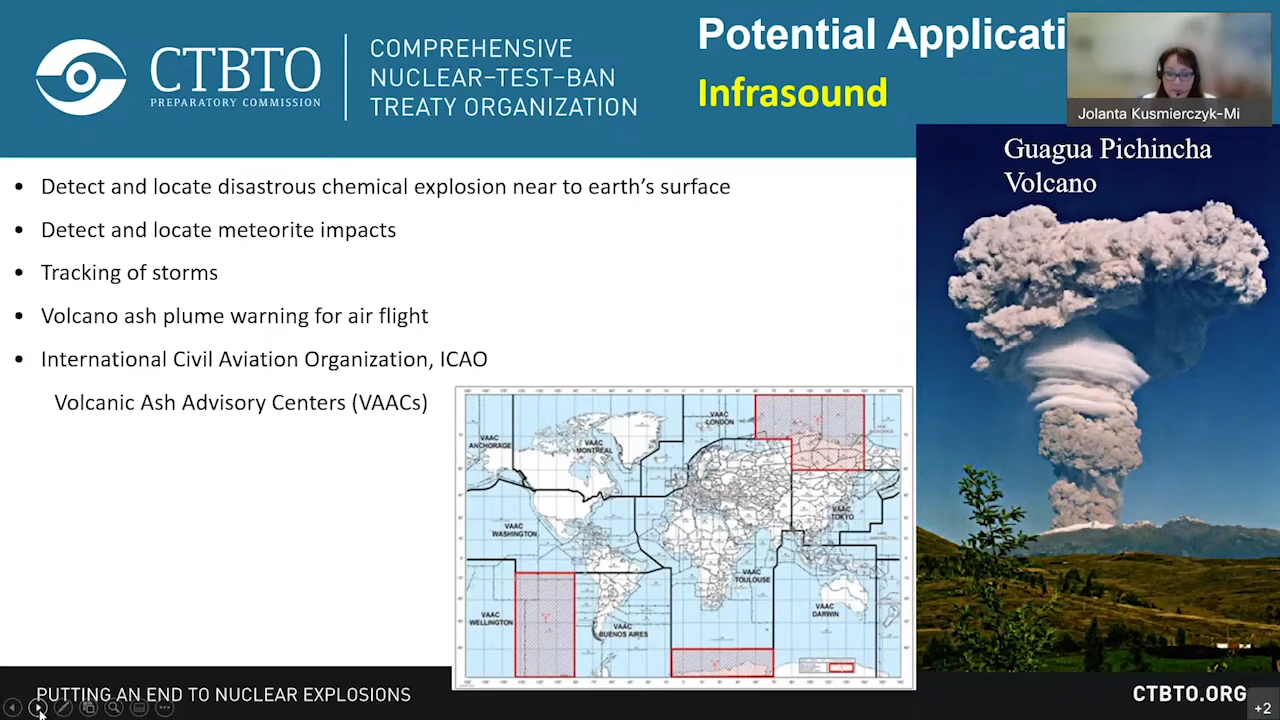 CTBTO
PREPARATORY COMMISSION
COMPREHENSIVE
NUCLEAR-TEST-BAN
TREATY ORGANIZATION
Potential Applicati
Infrasound
Jolanta Kusmierczyk-Mi
Guagua Pichincha
Volcano
• Detect and locate disastrous chemical explosion near to earth’s surface
• Detect and locate meteorite impacts
• Tracking of storms
• Volcano ash plume warning for air flight
• International Civil Aviation Organization, ICAO
Volcanic Ash Advisory Centers (VAACs)
VAAC
LONDON
VAAC
ANCHORAGE
VAAC
MONTREAL
VAAC
TOKYO
VAAC
WASHINGTON
VAAC
TOULOUSE
VAAC
WELLINGTON
VAAC
BUENOS AIRES
VAAC
DARWIN
PUTTING AN END TO NUCLEAR EXPLOSIONS
CTBTO.ORG
+2